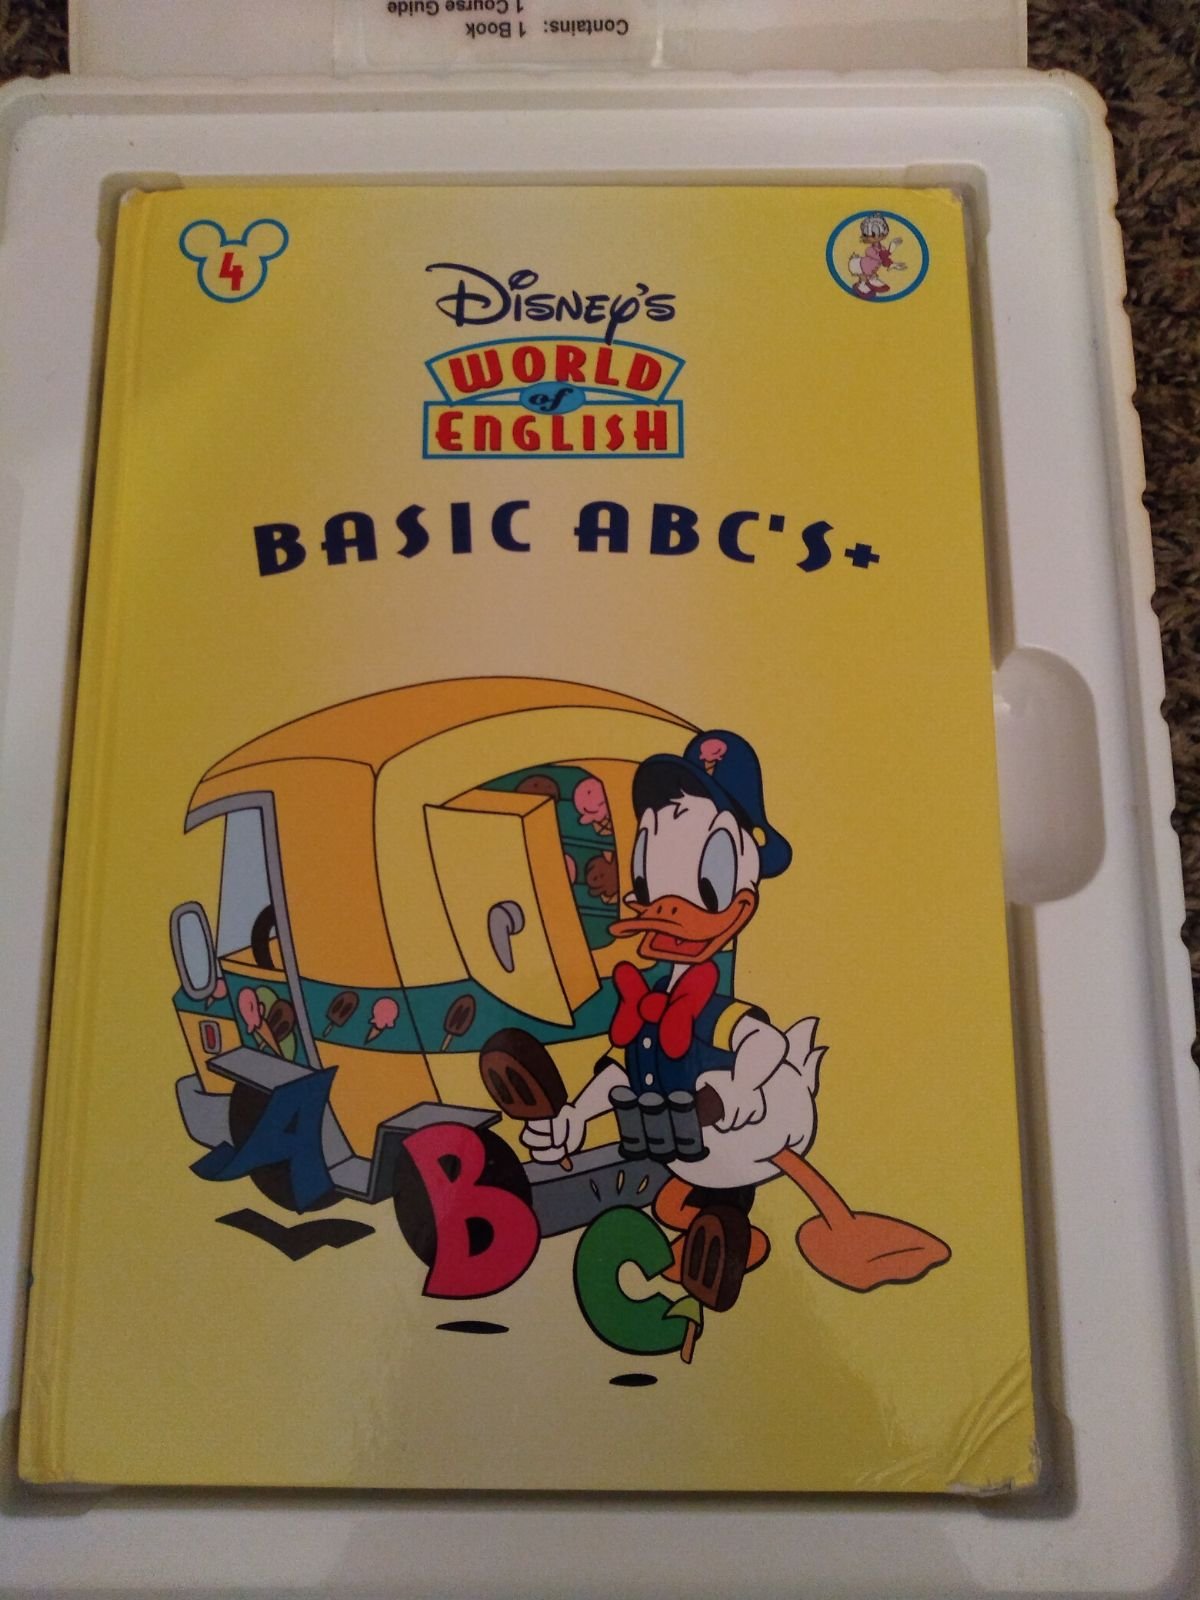 Contains: 1 Book
1 Course Guide
4
DISNEY'S
WORLD
of
ENGLISH
BASIC ABC'S+
A
B
C